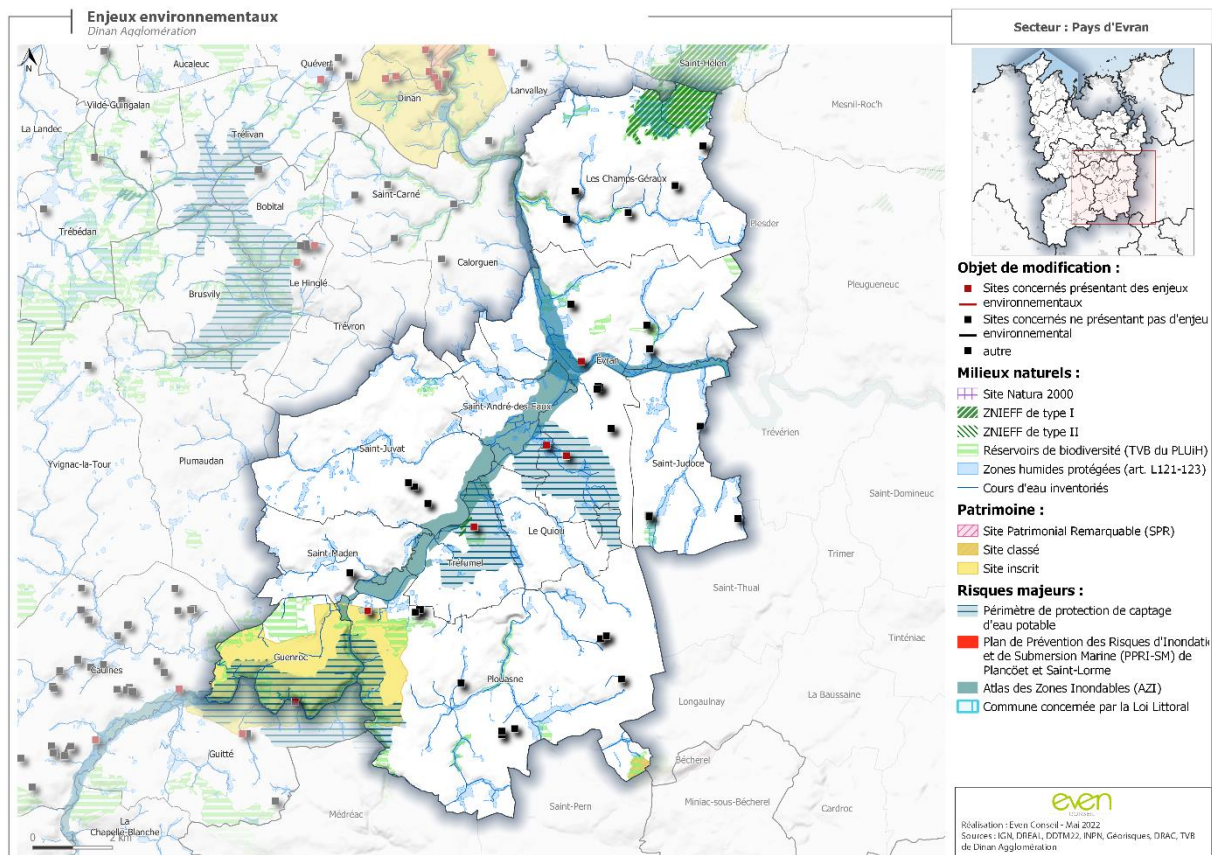 Enjeux environnementaux
Dinan Agglomération
Secteur : Pays d'Evran
N
Aucaleuc
Quévert
Saint-Hélen
Dinan
Lanvallay
Vildé-Guingalan
La Landec
Mesnil-Roc'h
Trélivan
Les Champs-Géraux
Saint-Carné
Bobital
Trébédan
Plesder
Calorguen
Pleugueneuc
Le Hinglé
Brusvily
Trévron
Évran
Saint-André-des-Eaux
Trévérien
Saint-Juvat
Yvignac-la-Tour
Plumaudan
Saint-Judoce
Saint-Domineuc
Le Quiou
Saint-Maden
Tréfumel
Trimer
Saint-Thual
Tinténiac
Guenroc
Caulnes
Plouasne
Longaulnay
La Baussaine
Guitté
Bécherel
Médréac
Saint-Pern
Miniac-sous-Bécherel
Cardroc
La
Chapelle-Blanche
0
2 km
Objet de modification :
Sites concernés présentant des enjeux
environnementaux
Sites concernés ne présentant pas d'enjeu
environnemental
autre
Milieux naturels :
Site Natura 2000
ZNIEFF de type I
ZNIEFF de type II
Réservoirs de biodiversité (TVB du PLUiH)
Zones humides protégées (art. L121-123)
Cours d'eau inventoriés
Patrimoine :
Site Patrimonial Remarquable (SPR)
Site classé
Site inscrit
Risques majeurs :
Périmètre de protection de captage
d'eau potable
Plan de Prévention des Risques d'Inondati
et de Submersion Marine (PPRI-SM) de
Plancöet et Saint-Lorme
Atlas des Zones Inondables (AZI)
Commune concernée par la Loi Littoral
even
CONSEIL
Réalisation : Even Conseil - Mai 2022
Sources : IGN, DREAL, DDTM22, INPN, Géorisques, DRAC, TVB
de Dinan Agglomération